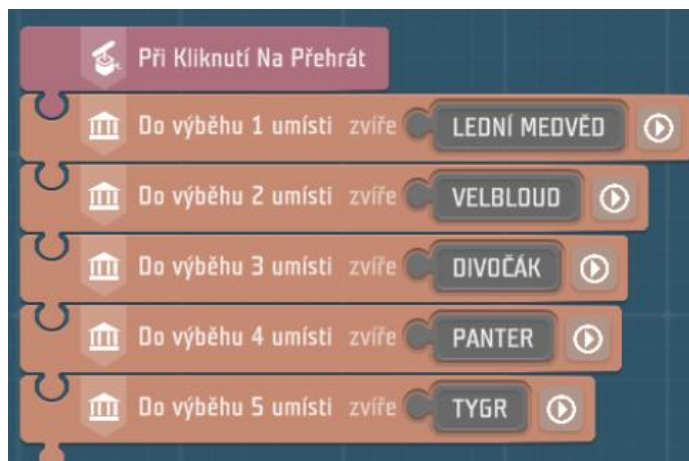 Při Kliknutí Na Přehrát
Do výběhu 1 umísti zvíře LEDNÍ MEDVĚD
Do výběhu 2 umísti zvíře VELBLOUD
Do výběhu 3 umísti zvíře DIVOČÁK
Do výběhu 4 umísti zvíře PANTER
Do výběhu 5 umísti zvíře TYGR